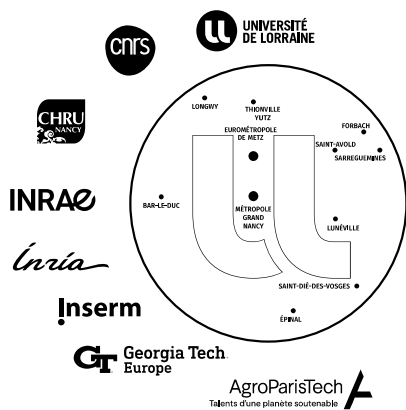 UNIVERSITÉ
DE LORRAINE
cnrs
LONGWY
THIONVILLE
YUTZ
CHRU
NANCY
EUROMÉTROPOLE
DE METZ
FORBACH
SAINT-AVOLD
SARREGUEMINES
INRAE
BAR-LE-DUC
MÉTROPOLE
GRAND
NANCY
LUNÉVILLE
Inria
SAINT-DIÉ-DES-VOSGES
Inserm
ÉPINAL
GT Georgia Tech
Europe
AgroParisTech
Talents d'une planète soutenable